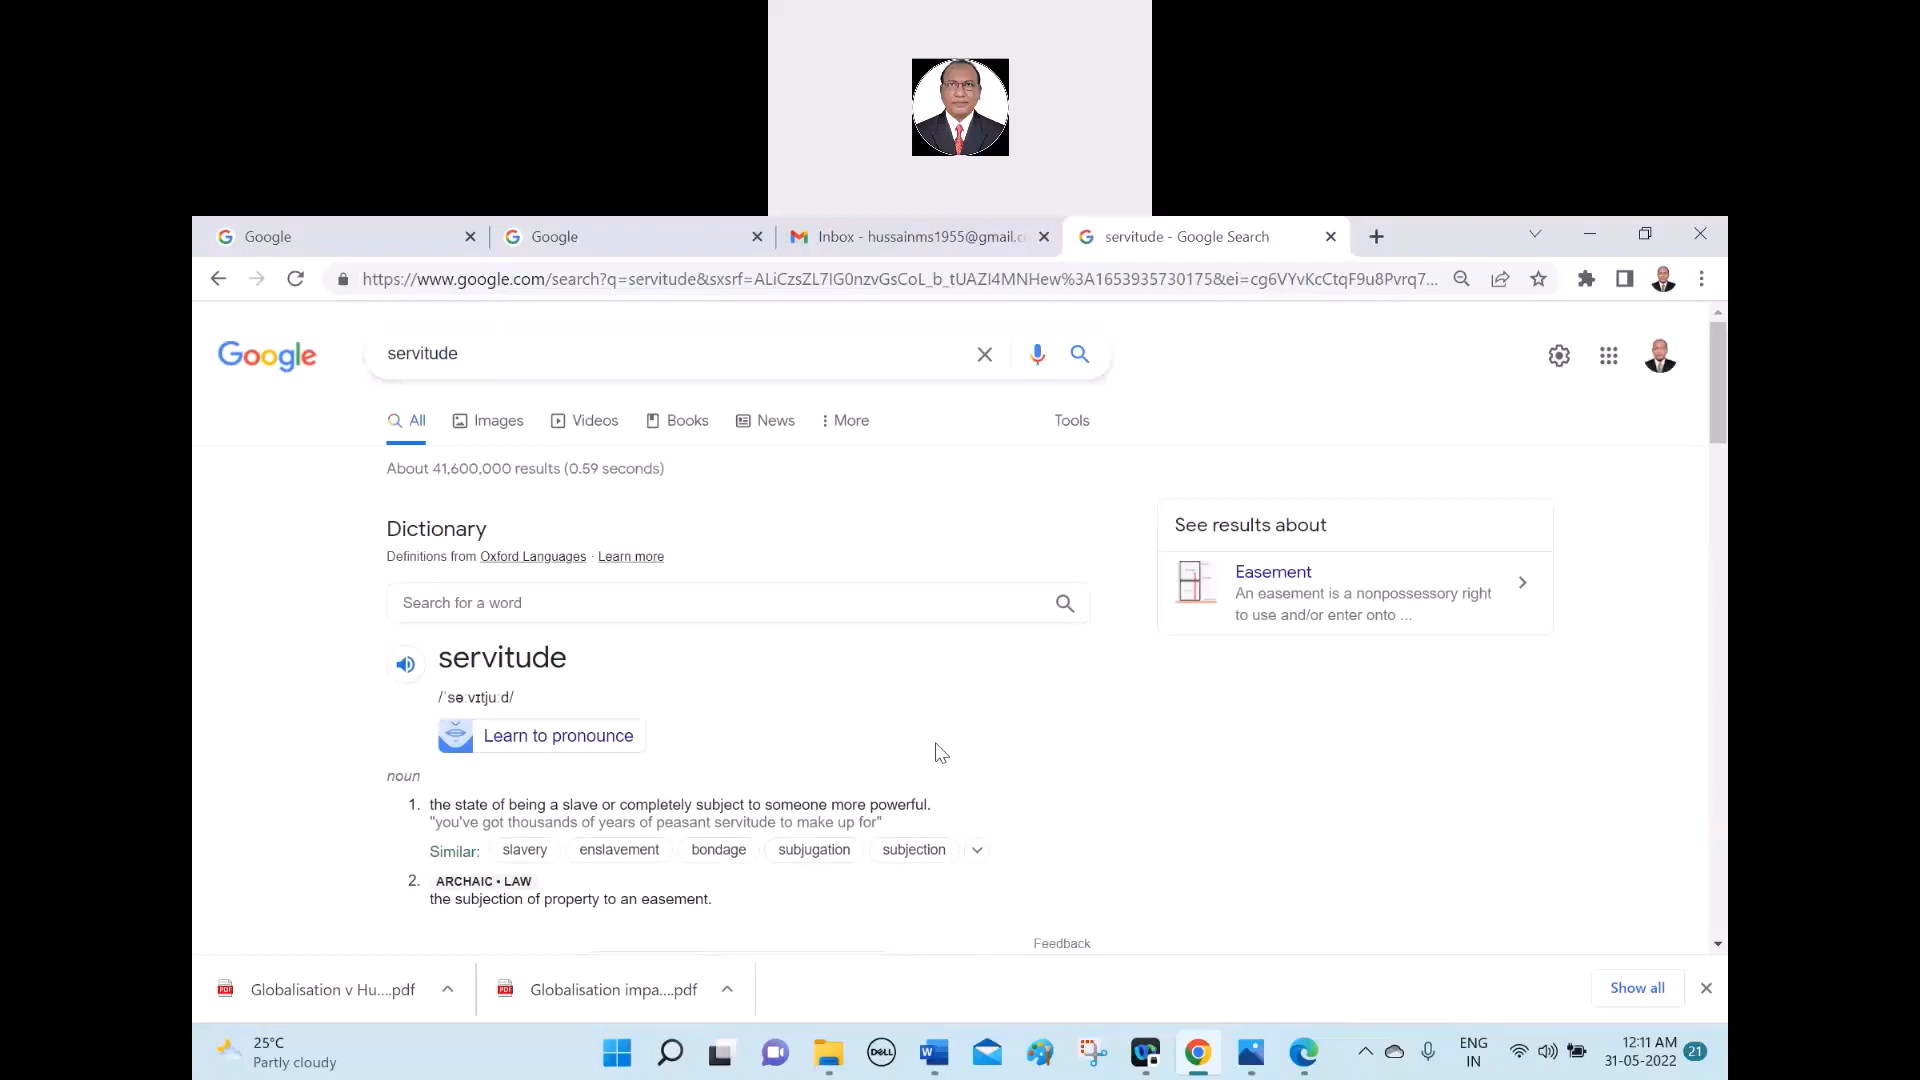 Google
Google
Inbox - hussainms1955@gmail.c
servitude - Google Search
https://www.google.com/search?q=servitude&sxsrf=ALiCzsZL7IG0nzvGsCoL_b_tUAZI4MNHew%3A1653935730175&ei=cg6VYvKcCtqF9u8Pvrq7...
Google
servitude
All
Images
Videos
Books
News
More
Tools
About 41,600,000 results (0.59 seconds)
Dictionary
Definitions from Oxford Languages · Learn more
Search for a word
servitude
/ˈsəːvɪtjuːd/
Learn to pronounce
noun
1. the state of being a slave or completely subject to someone more powerful.
"you've got thousands of years of peasant servitude to make up for"
Similar: slavery enslavement bondage subjugation subjection
2. ARCHAIC • LAW
the subjection of property to an easement.
Feedback
See results about
Easement
An easement is a nonpossessory right
to use and/or enter onto ...
Globalisation v Hu....pdf
Globalisation impa....pdf
Show all
25°C
Partly cloudy
DELL
ENG
IN
12:11 AM
31-05-2022
21